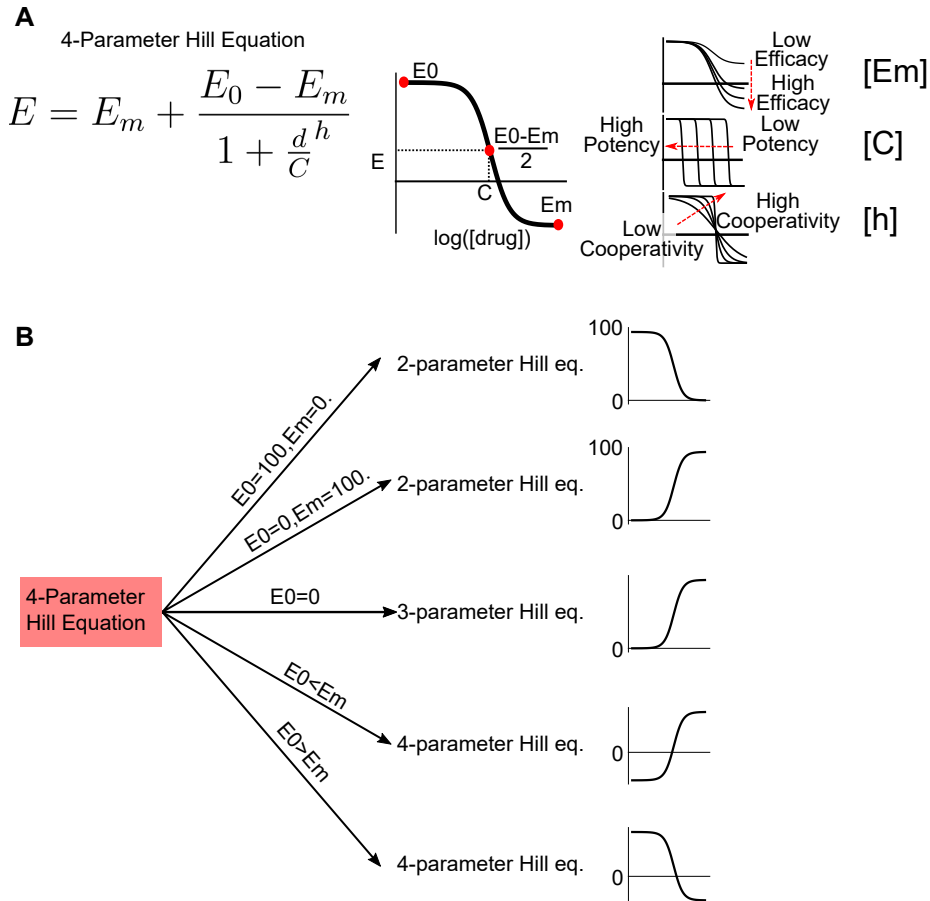 A
4-Parameter Hill Equation
E = E_m + \frac{E_0 - E_m}{1 + \frac{d}{C}^h}
E0
E0-Em
2
E
C
Em
log([drug])
Low
Efficacy
High
Efficacy
[Em]
High
Potency
Low
Potency
[C]
High
Cooperativity
Low
Cooperativity
[h]
B
4-Parameter
Hill Equation
E0=100,Em=0.
2-parameter Hill eq.
100
0
E0=0,Em=100.
2-parameter Hill eq.
100
0
E0=0
3-parameter Hill eq.
0
E0<Em
4-parameter Hill eq.
0
E0>Em
4-parameter Hill eq.
0